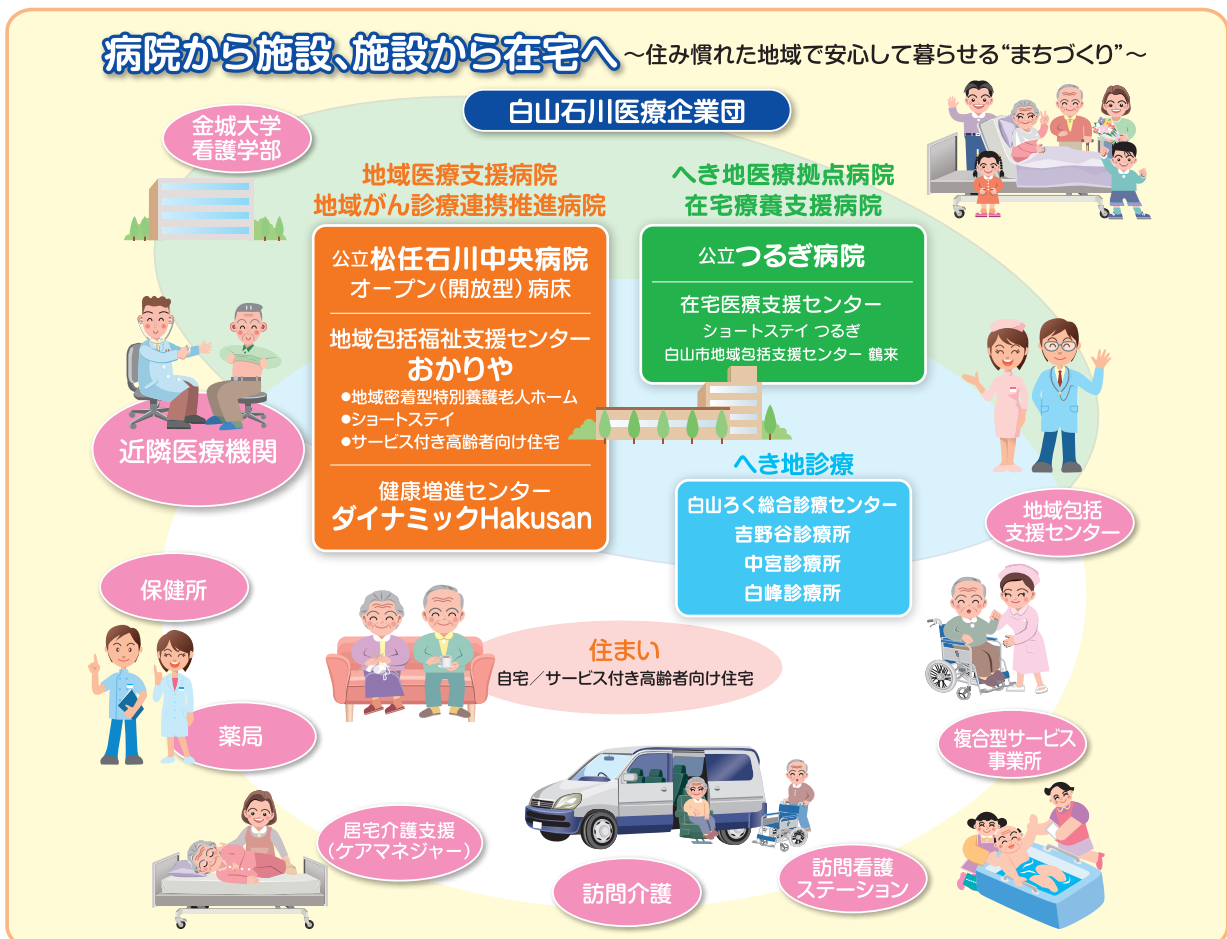 病院から施設、施設から在宅へ ～住み慣れた地域で安心して暮らせる“まちづくり”～
白山石川医療企業団
金城大学
看護学部
地域医療支援病院
地域がん診療連携推進病院
公立松任石川中央病院
オープン（開放型）病床
地域包括福祉支援センター
おかりや
●地域密着型特別養護老人ホーム
●ショートステイ
●サービス付き高齢者向け住宅
健康増進センター
ダイナミックHakusan
へき地医療拠点病院
在宅療養支援病院
公立つるぎ病院
在宅医療支援センター
ショートステイ つるぎ
白山市地域包括支援センター 鶴来
へき地診療
白山ろく総合診療センター
吉野谷診療所
中宮診療所
白峰診療所
近隣医療機関
地域包括
支援センター
保健所
住まい
自宅／サービス付き高齢者向け住宅
薬局
複合型サービス
事業所
居宅介護支援
（ケアマネジャー）
訪問介護
訪問看護
ステーション